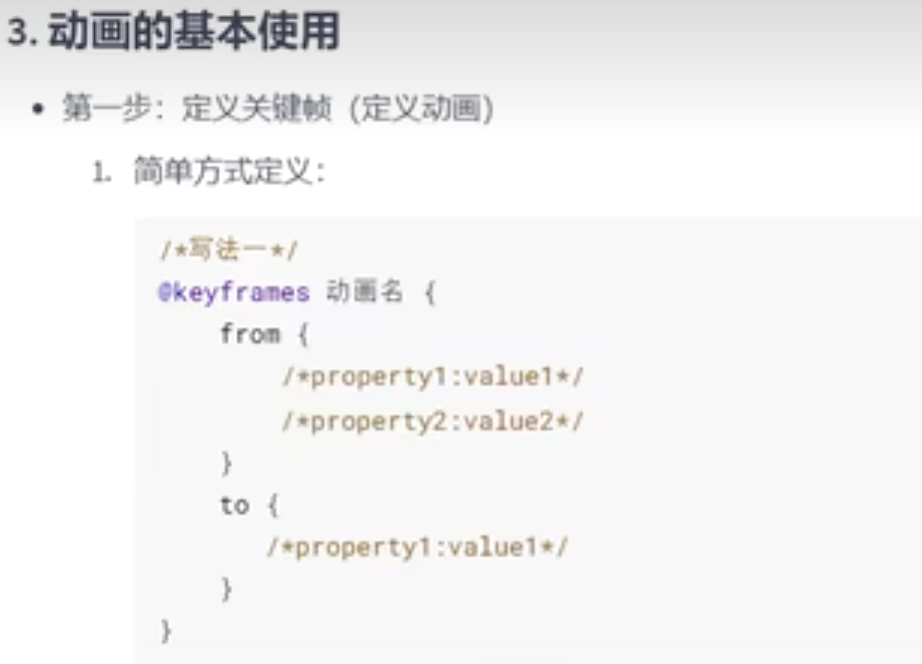 3. 动画的基本使用
• 第一步：定义关键帧（定义动画）
1. 简单方式定义：
/*写法一*/
@keyframes 动画名 {
from {
/*property1:value1*/
/*property2:value2*/
}
to {
/*property1:value1*/
}
}